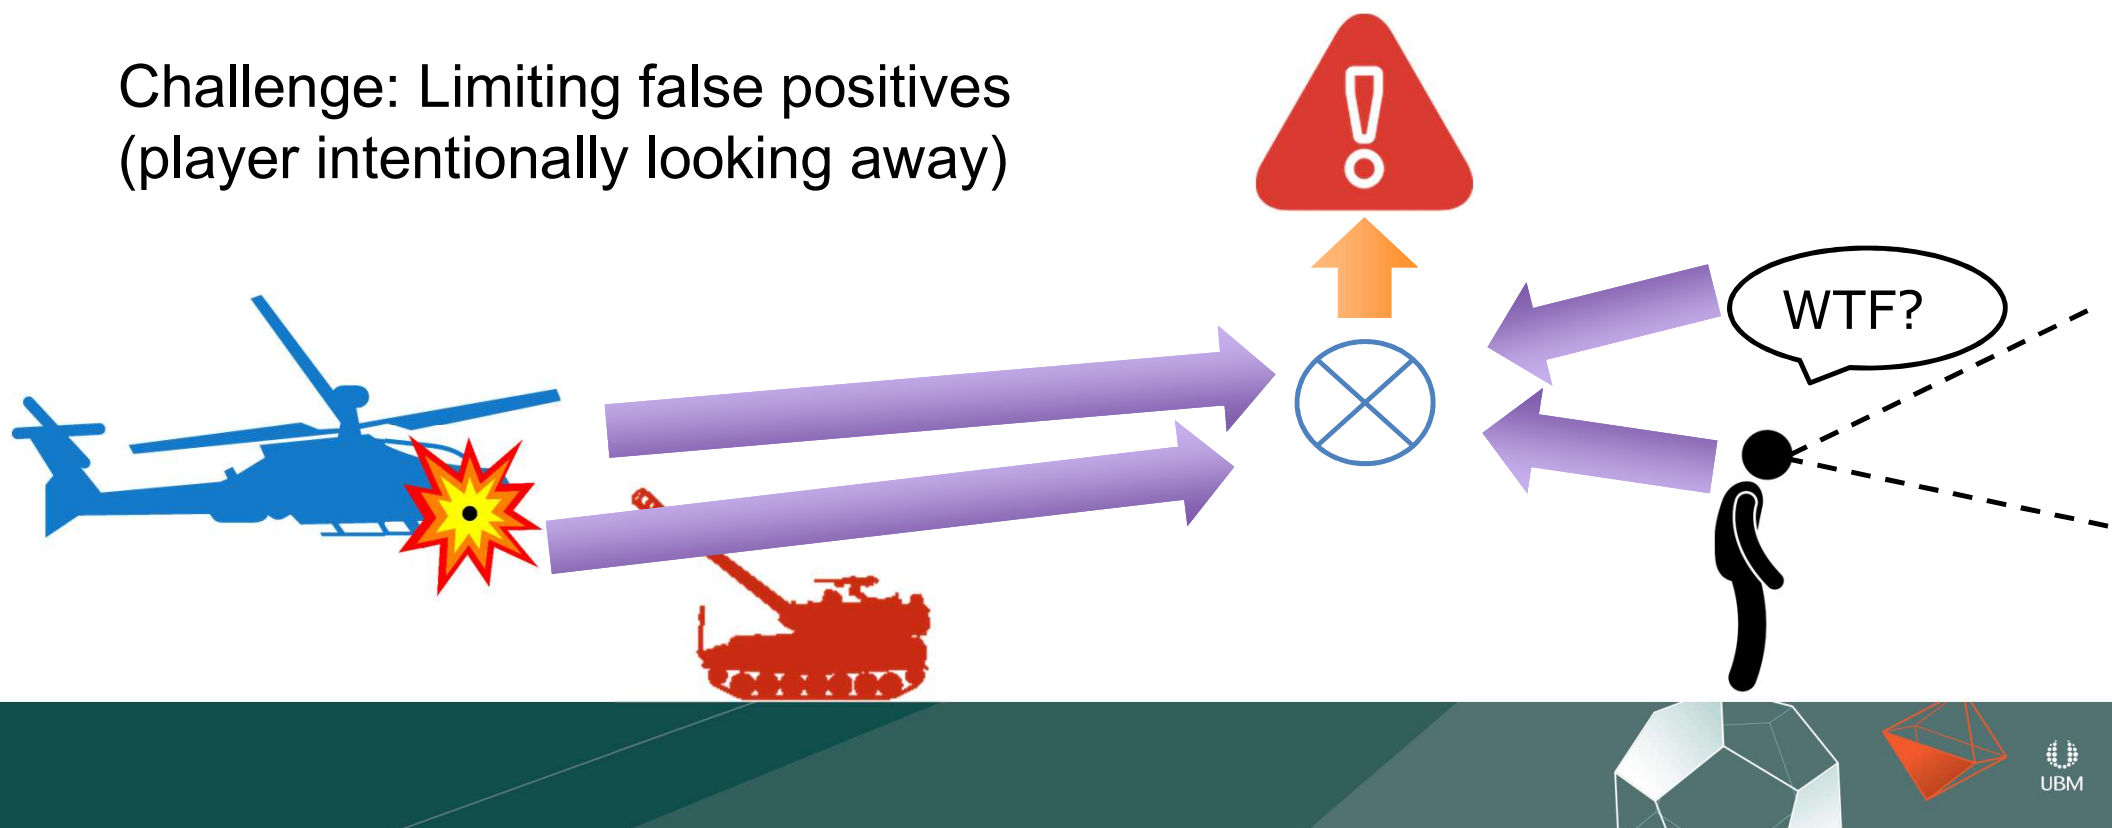 Challenge: Limiting false positives
(player intentionally looking away)
WTF?
UBM